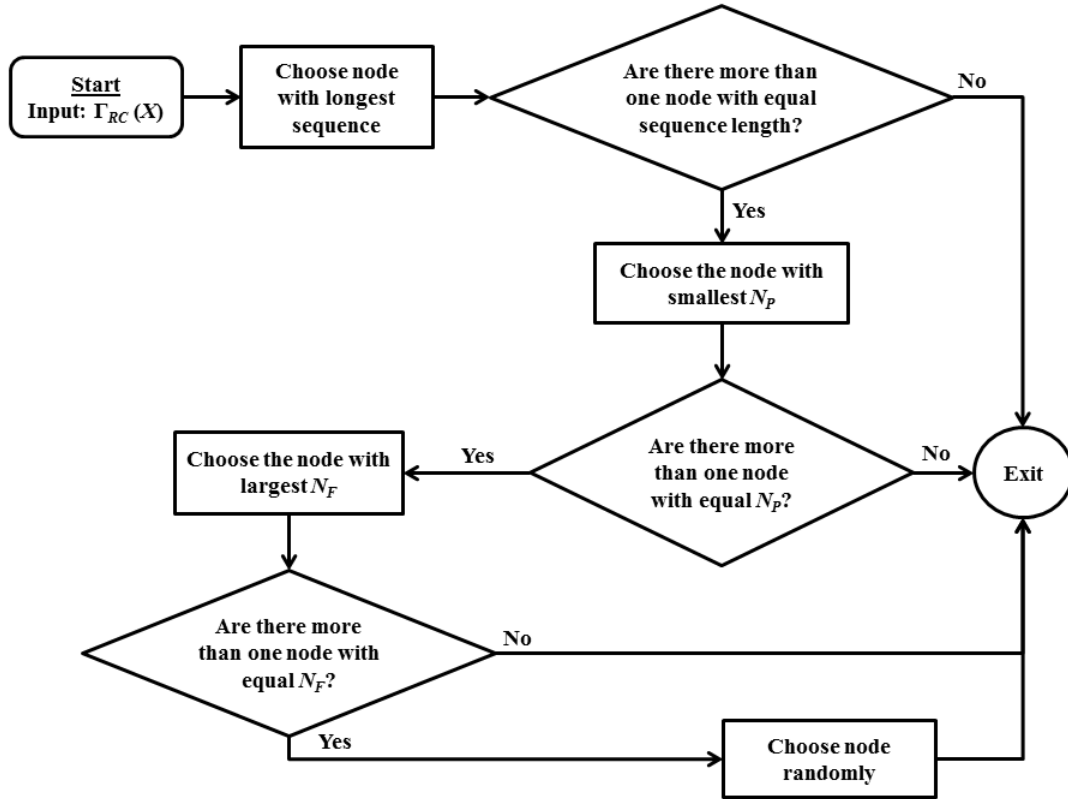 Start
Input: Γ_RC (X)
Choose node
with longest
sequence
Are there more than
one node with equal
sequence length?
No
Yes
Choose the node with
smallest N_P
Are there more
than one node
with equal N_P?
No
Yes
Exit
Choose the node with
largest N_F
Are there more
than one node with
equal N_F?
No
Yes
Choose node
randomly